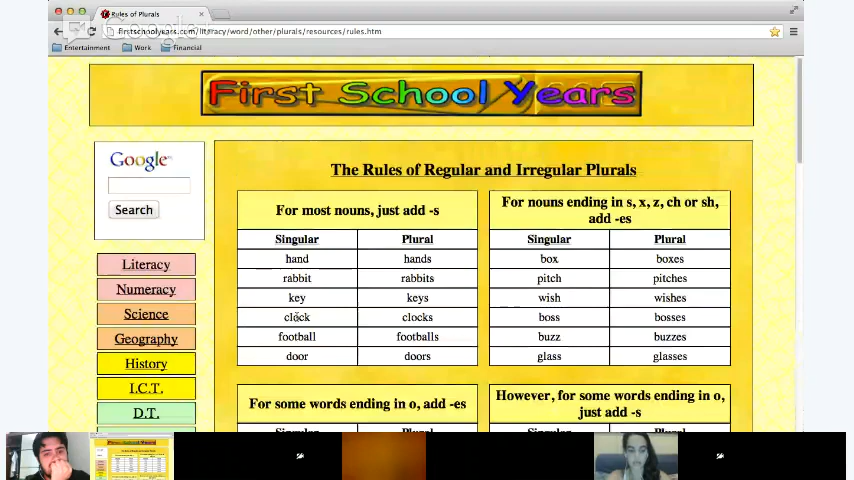 Rules of Plurals
firstschoolyears.com/literacy/word/other/plurals/resources/rules.htm
Entertainment
Work
Financial
First School Years
Google
Search
Literacy
Numeracy
Science
Geography
History
I.C.T.
D.T.
The Rules of Regular and Irregular Plurals
For most nouns, just add -s
Singular Plural
hand hands
rabbit rabbits
key keys
clock clocks
football footballs
door doors
For nouns ending in s, x, z, ch or sh,
add -es
Singular Plural
box boxes
pitch pitches
wish wishes
boss bosses
buzz buzzes
glass glasses
For some words ending in o, add -es
However, for some words ending in o,
just add -s